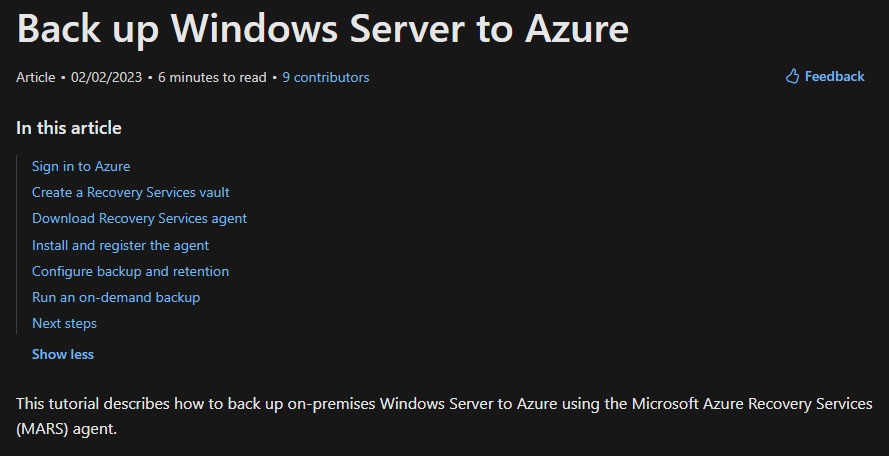 Back up Windows Server to Azure
Article • 02/02/2023 • 6 minutes to read • 9 contributors
Feedback
In this article
Sign in to Azure
Create a Recovery Services vault
Download Recovery Services agent
Install and register the agent
Configure backup and retention
Run an on-demand backup
Next steps
Show less
This tutorial describes how to back up on-premises Windows Server to Azure using the Microsoft Azure Recovery Services
(MARS) agent.